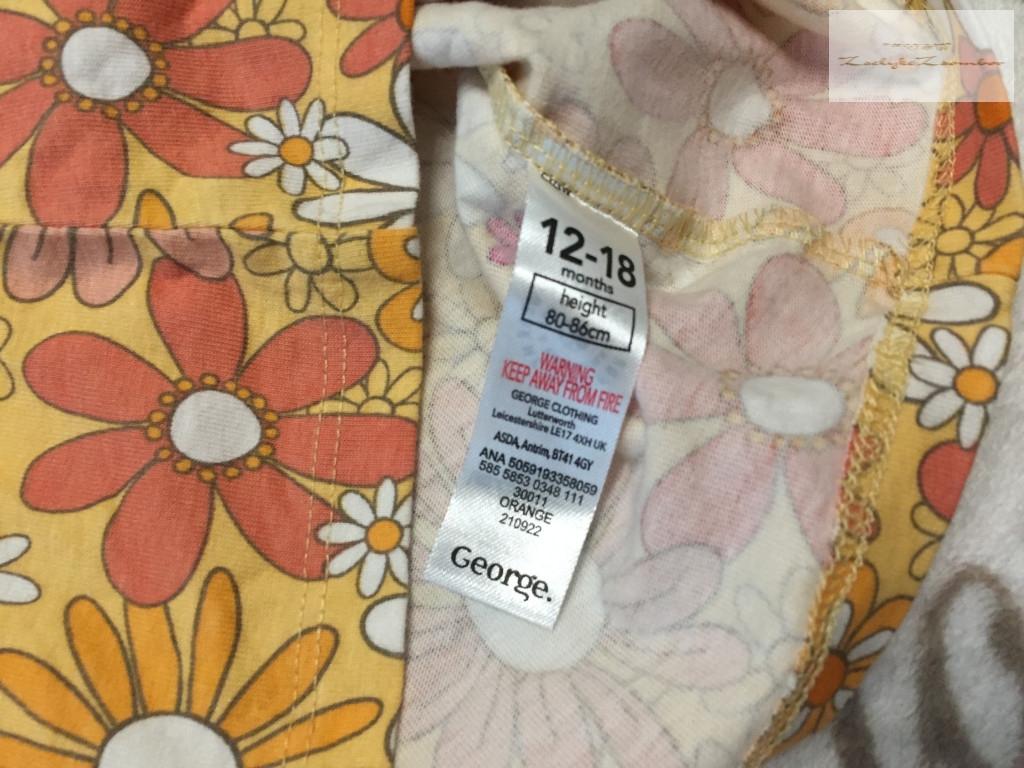 12-18
months
height
80-86cm
WARNING
KEEP AWAY FROM FIRE
GEORGE CLOTHING
Lutterworth
Leicestershire LE17 4XH UK
ASDA, Antrim, BT41 4GY
ANA 5059193358059
585 5853 0348 111
30011
ORANGE
210922
George.